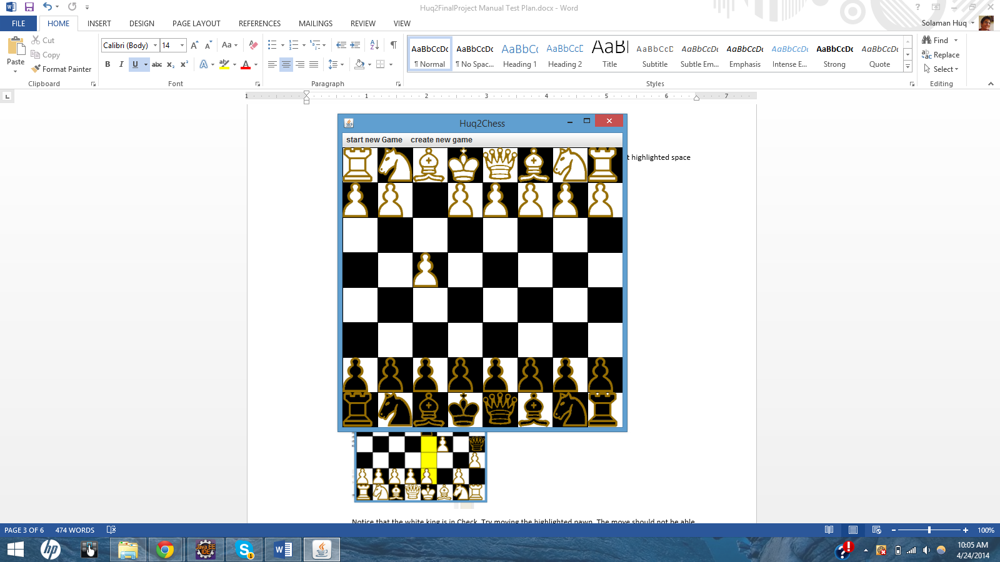 Huq2FinalProject Manual Test Plan.docx - Word
FILE HOME INSERT DESIGN PAGE LAYOUT REFERENCES MAILINGS REVIEW VIEW Solaman Huq
Paste
Cut
Copy
Format Painter
Clipboard
Calibri (Body) 14
Font
Paragraph
AaBbCcDc AaBbCcDc AaBbCc AaBbCcD AaBl AaBbCcD AaBbCcDc AaBbCcDc AaBbCcDc AaBbCcDc AaBbCcDc
¶ Normal ¶ No Spac... Heading 1 Heading 2 Title Subtitle Subtle Em... Emphasis Intense E... Strong Quote
Styles
Find
Replace
Select
Editing
1 1 2 3 4 5 6 7
Huq2Chess
start new Game create new game
t highlighted space
Notice that the white king is in Check. Try moving the highlighted pawn. The move should not be able
PAGE 3 OF 6 474 WORDS 100%
Java EE
IDE
10:05 AM
4/24/2014